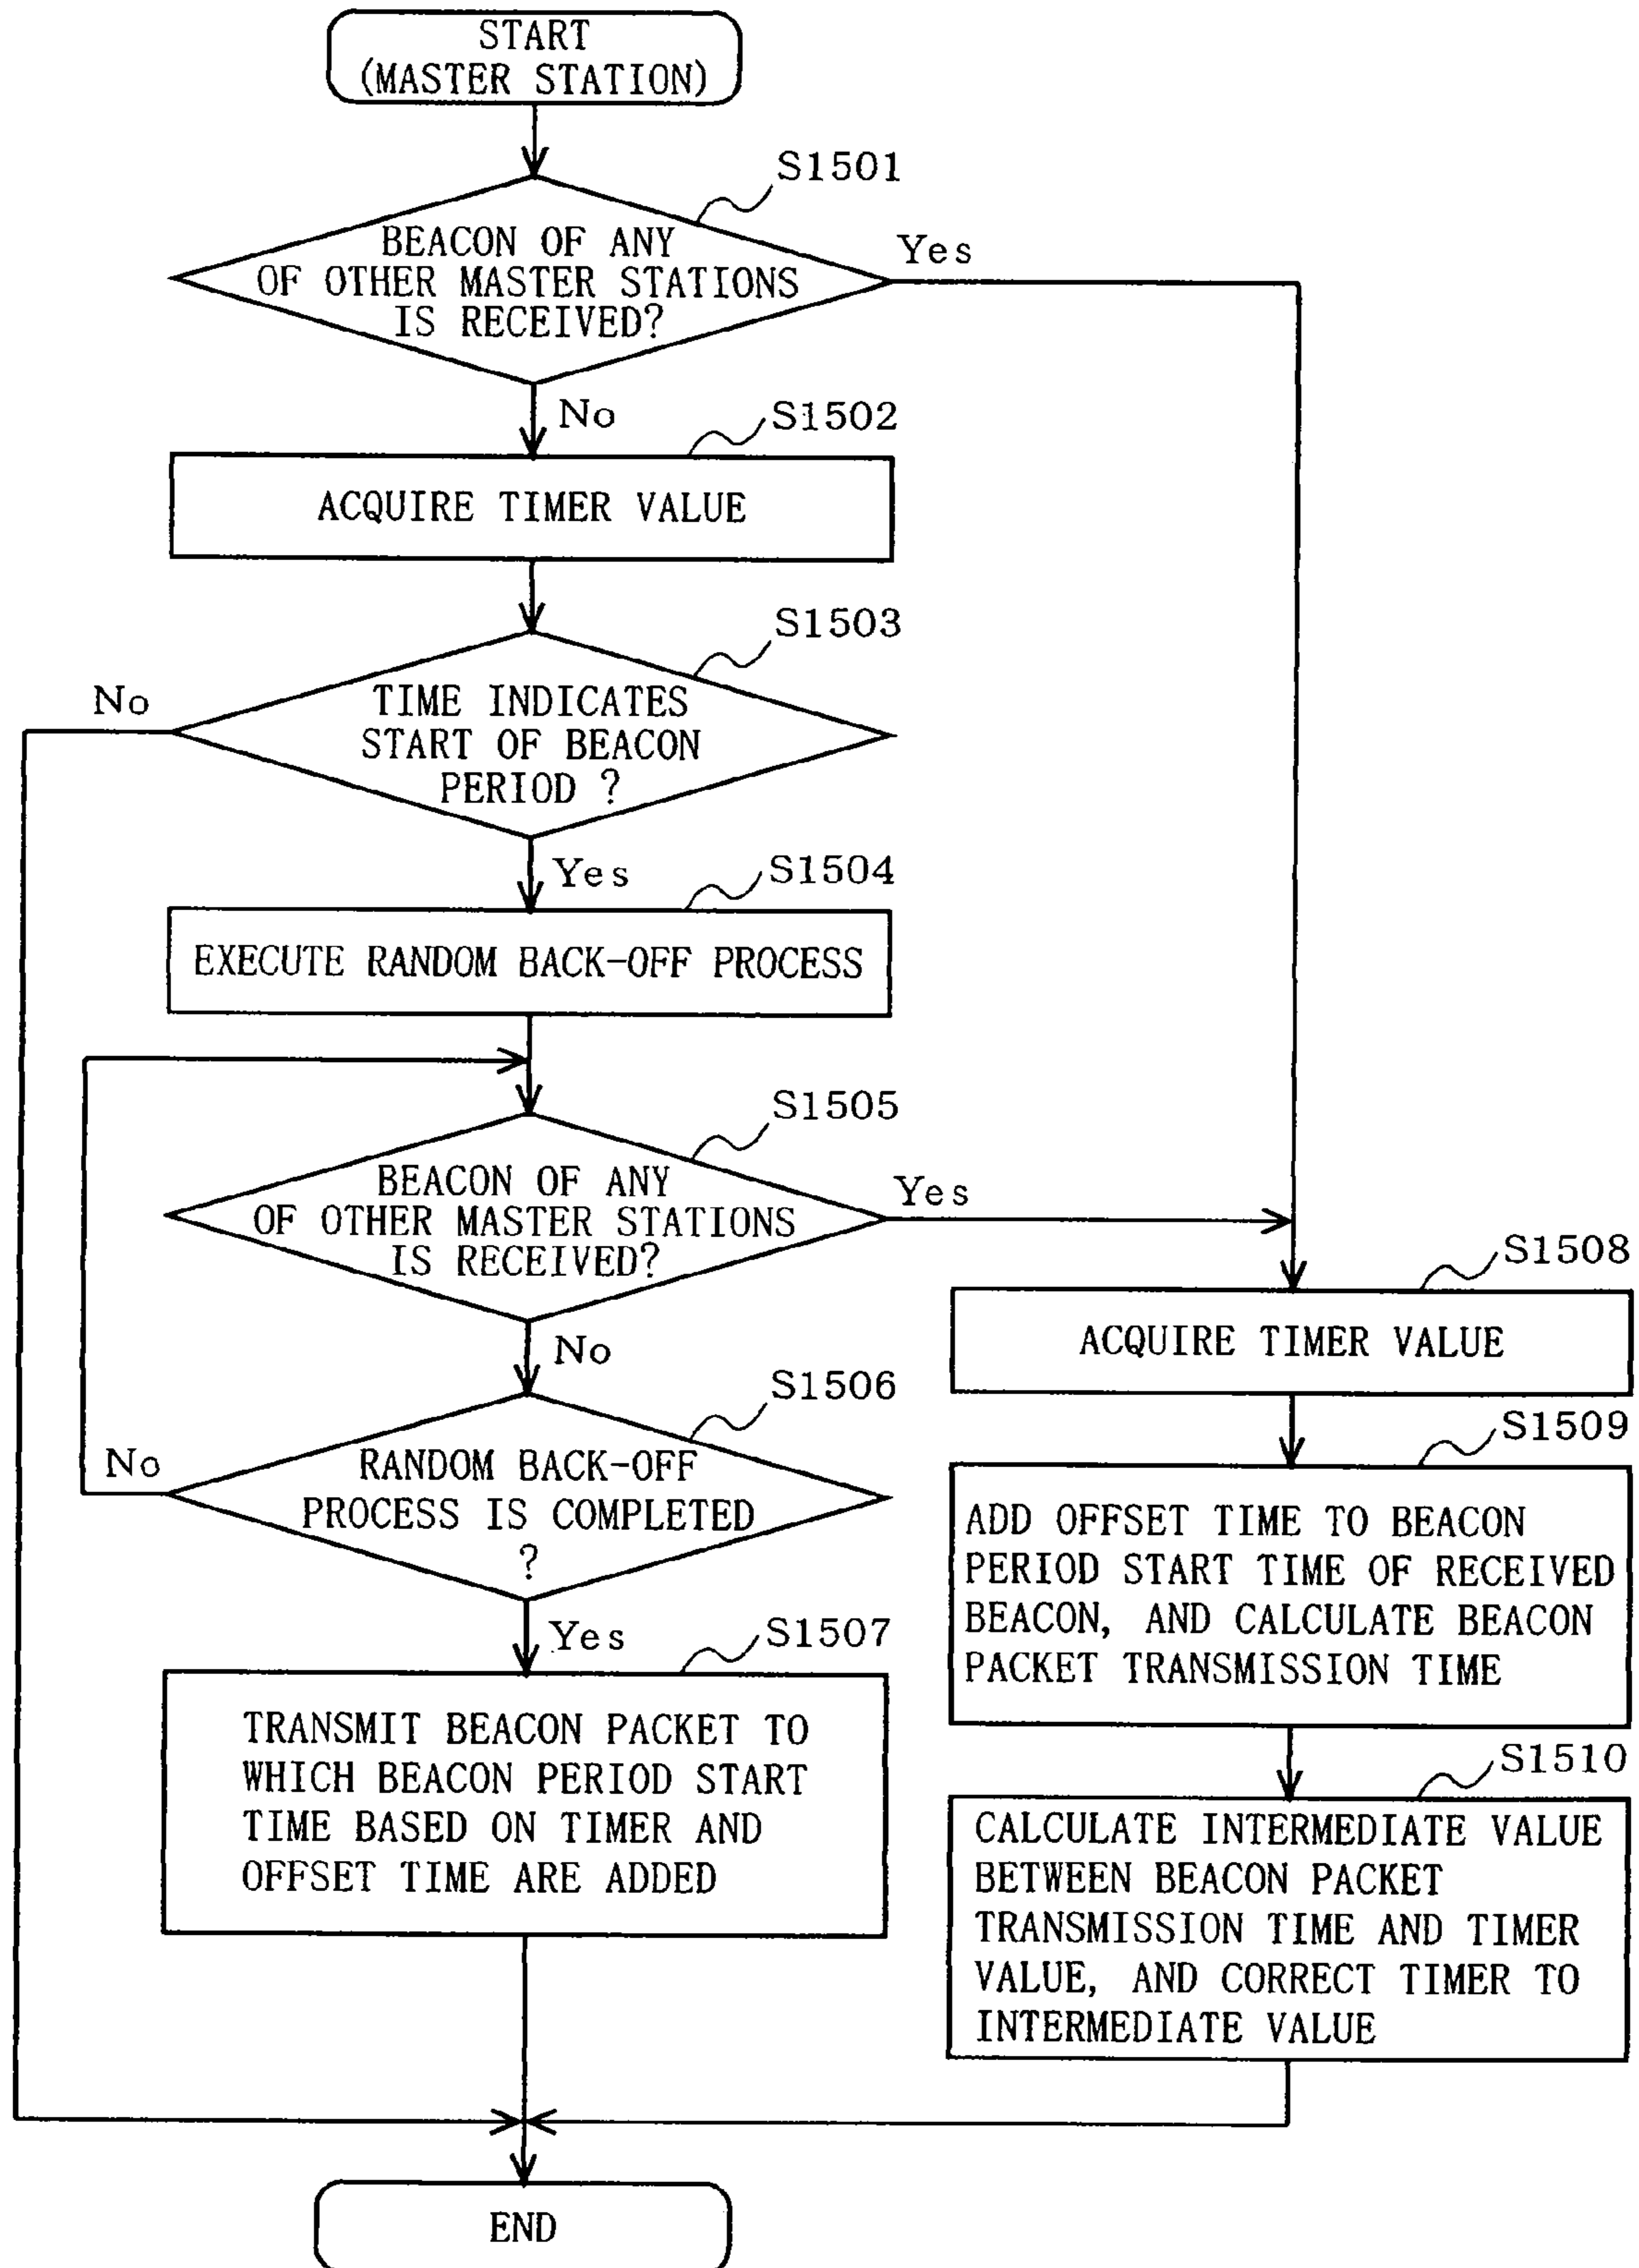 START
(MASTER STATION)
S1501
BEACON OF ANY
OF OTHER MASTER STATIONS
IS RECEIVED?
Yes
No
S1502
ACQUIRE TIMER VALUE
S1503
TIME INDICATES
START OF BEACON
PERIOD ?
No
Yes
S1504
EXECUTE RANDOM BACK-OFF PROCESS
S1505
BEACON OF ANY
OF OTHER MASTER STATIONS
IS RECEIVED?
Yes
No
S1506
RANDOM BACK-OFF
PROCESS IS COMPLETED
?
No
Yes
S1507
TRANSMIT BEACON PACKET TO
WHICH BEACON PERIOD START
TIME BASED ON TIMER AND
OFFSET TIME ARE ADDED
S1508
ACQUIRE TIMER VALUE
S1509
ADD OFFSET TIME TO BEACON
PERIOD START TIME OF RECEIVED
BEACON, AND CALCULATE BEACON
PACKET TRANSMISSION TIME
S1510
CALCULATE INTERMEDIATE VALUE
BETWEEN BEACON PACKET
TRANSMISSION TIME AND TIMER
VALUE, AND CORRECT TIMER TO
INTERMEDIATE VALUE
END